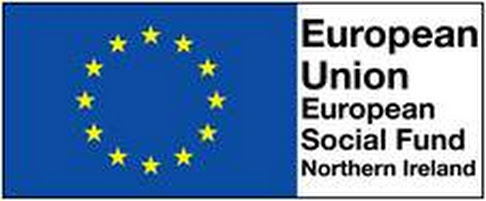 European
Union
European
Social Fund
Northern Ireland